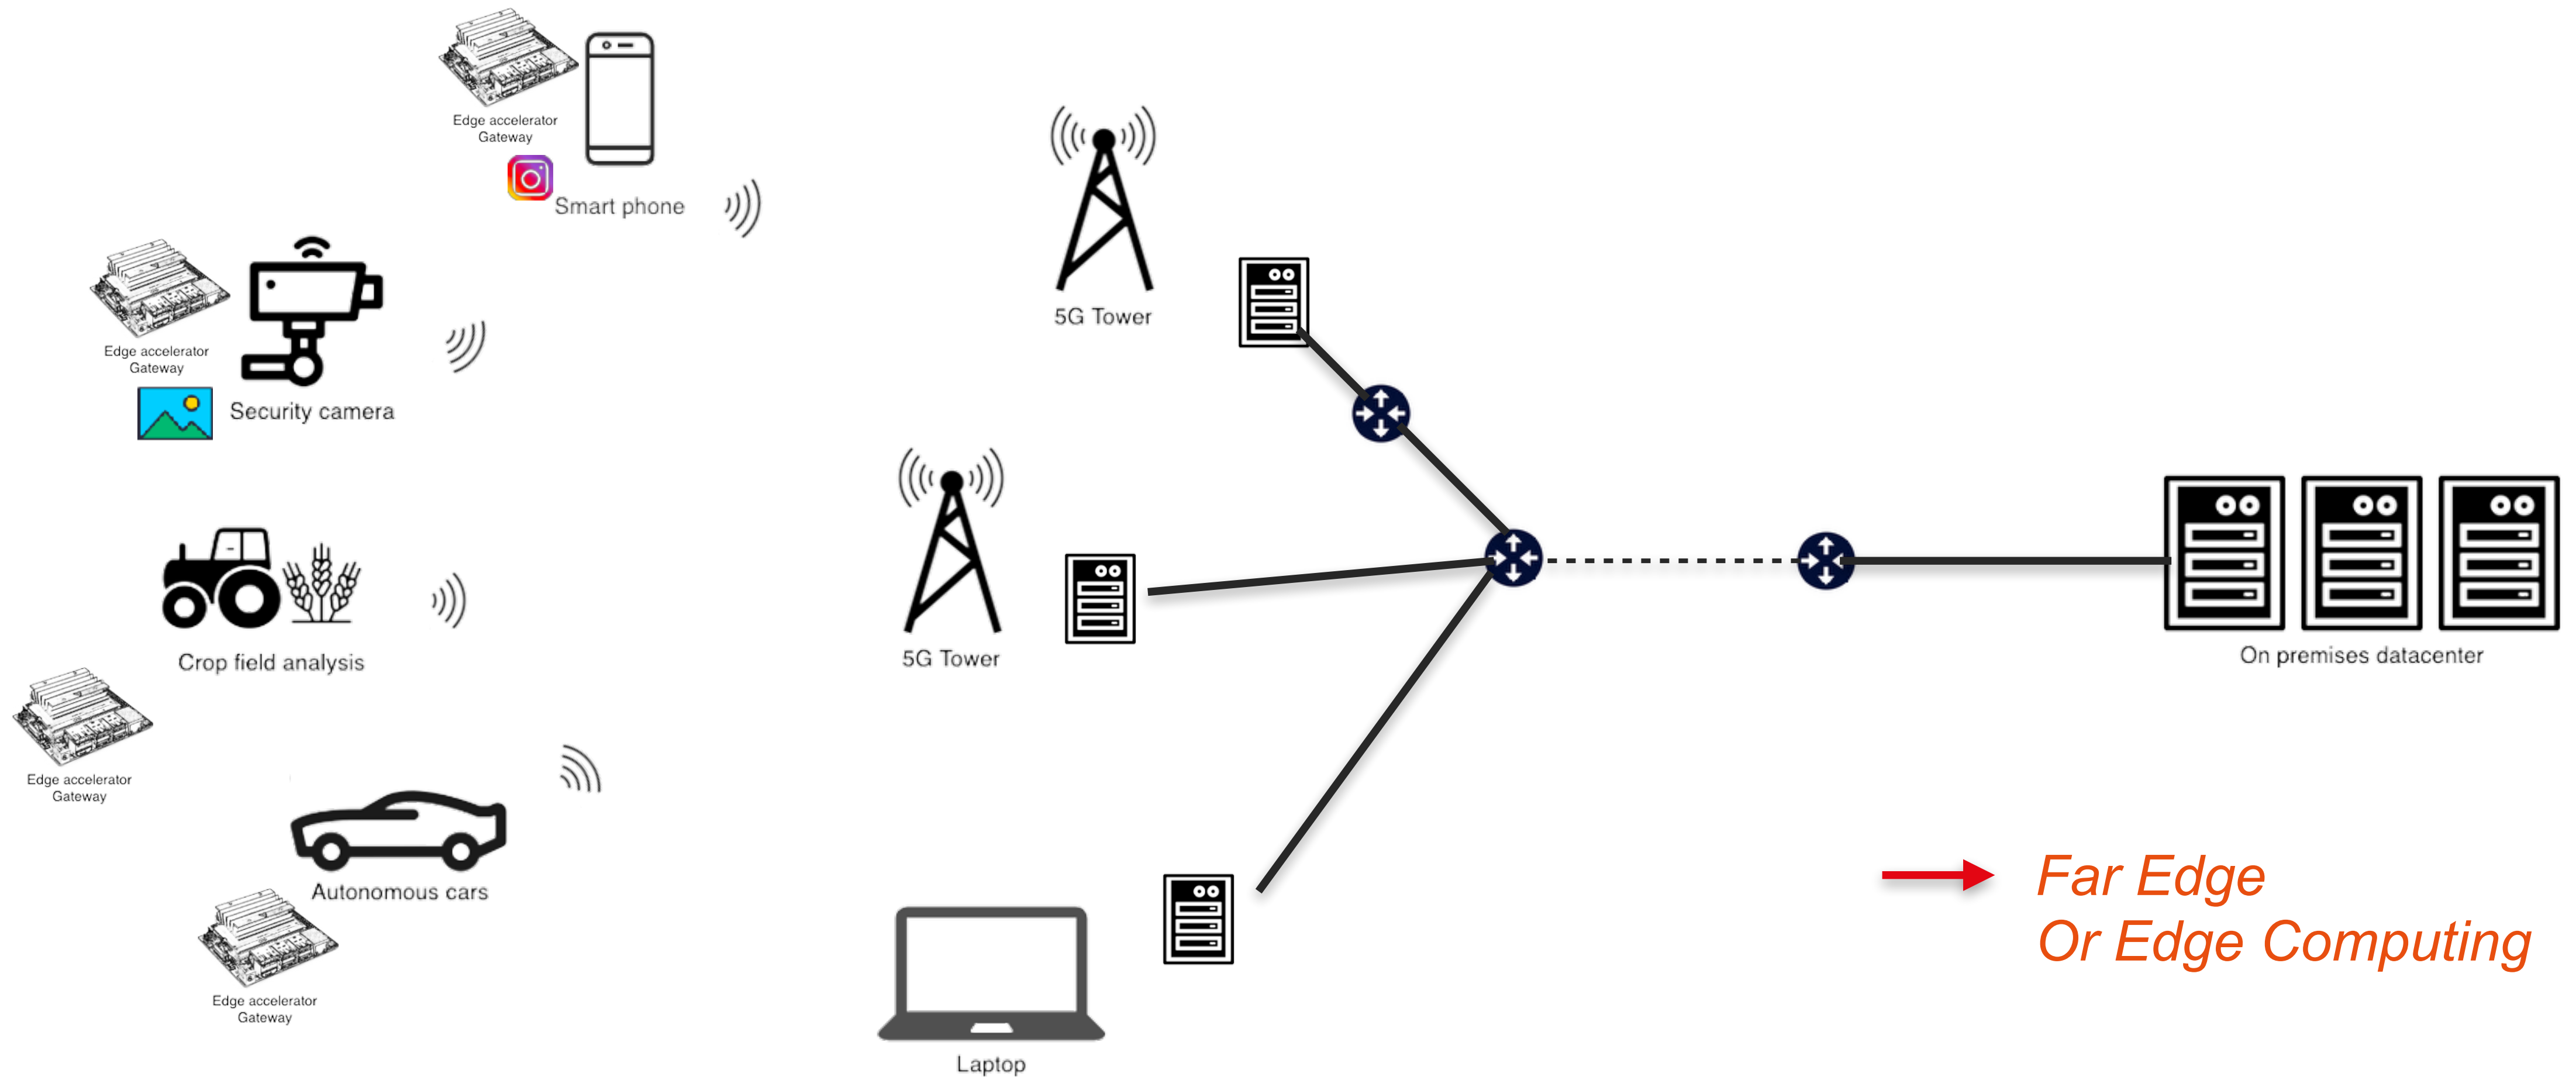 Edge accelerator
Gateway
Smart phone
Edge accelerator
Gateway
Security camera
5G Tower
5G Tower
Crop field analysis
On premises datacenter
Edge accelerator
Gateway
Autonomous cars
Far Edge
Or Edge Computing
Edge accelerator
Gateway
Laptop